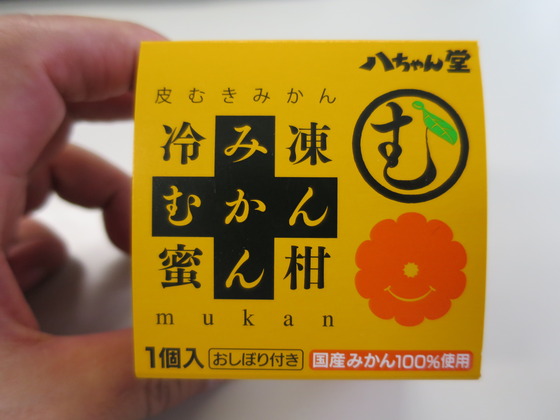 八ちゃん堂
皮むきみかん
冷み凍
むかん
蜜ん柑
む
mukan
1個入 おしぼり付き 国産みかん100%使用